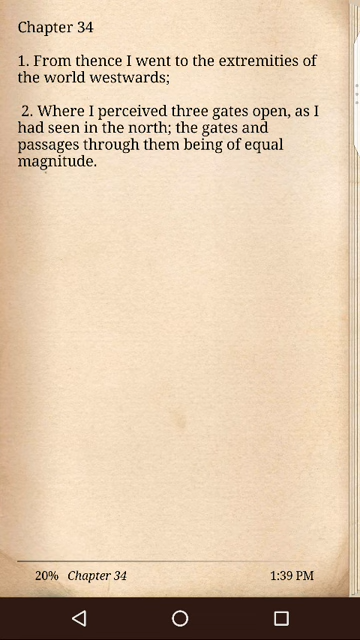 Chapter 34
1. From thence I went to the extremities of
the world westwards;
2. Where I perceived three gates open, as I
had seen in the north; the gates and
passages through them being of equal
magnitude.
20% Chapter 34 1:39 PM